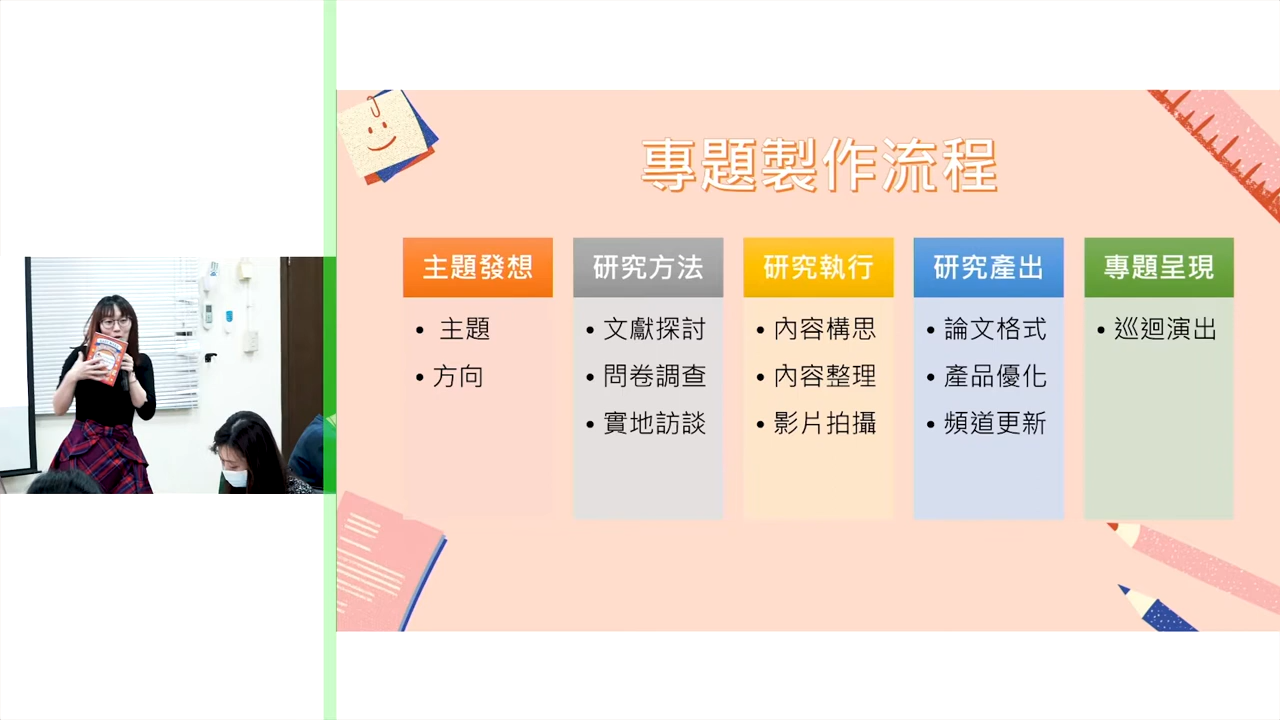 專題製作流程
主題發想
• 主題
• 方向
研究方法
• 文獻探討
• 問卷調查
• 實地訪談
研究執行
• 內容構思
• 內容整理
• 影片拍攝
研究產出
• 論文格式
• 產品優化
• 頻道更新
專題呈現
• 巡迴演出